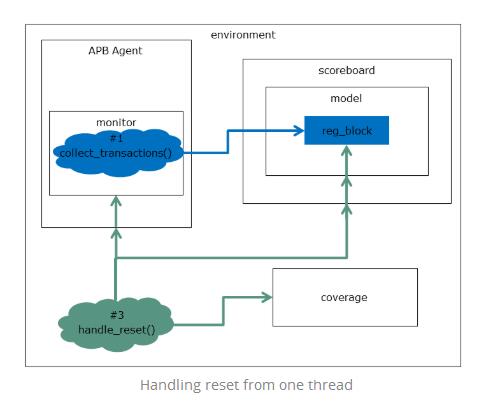 environment
APB Agent
scoreboard
model
monitor
#1
collect_transactions()
reg_block
#3
handle_reset()
coverage
Handling reset from one thread